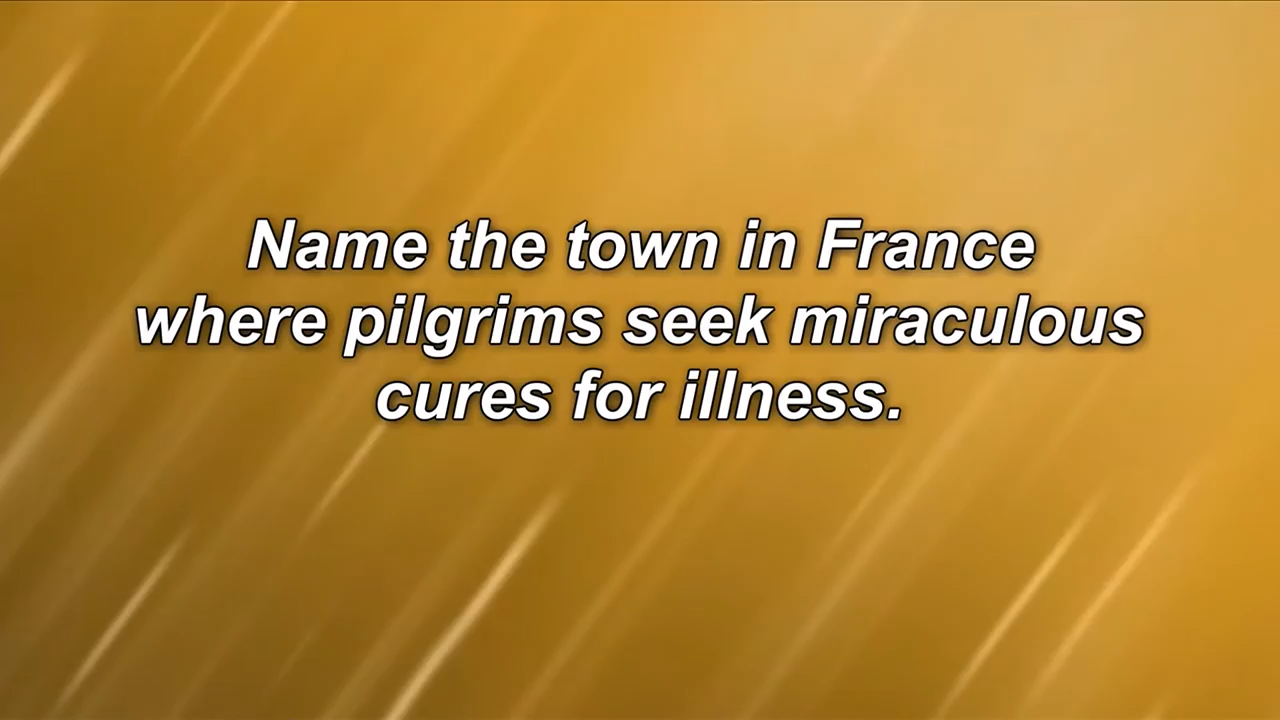 Name the town in France
where pilgrims seek miraculous
cures for illness.